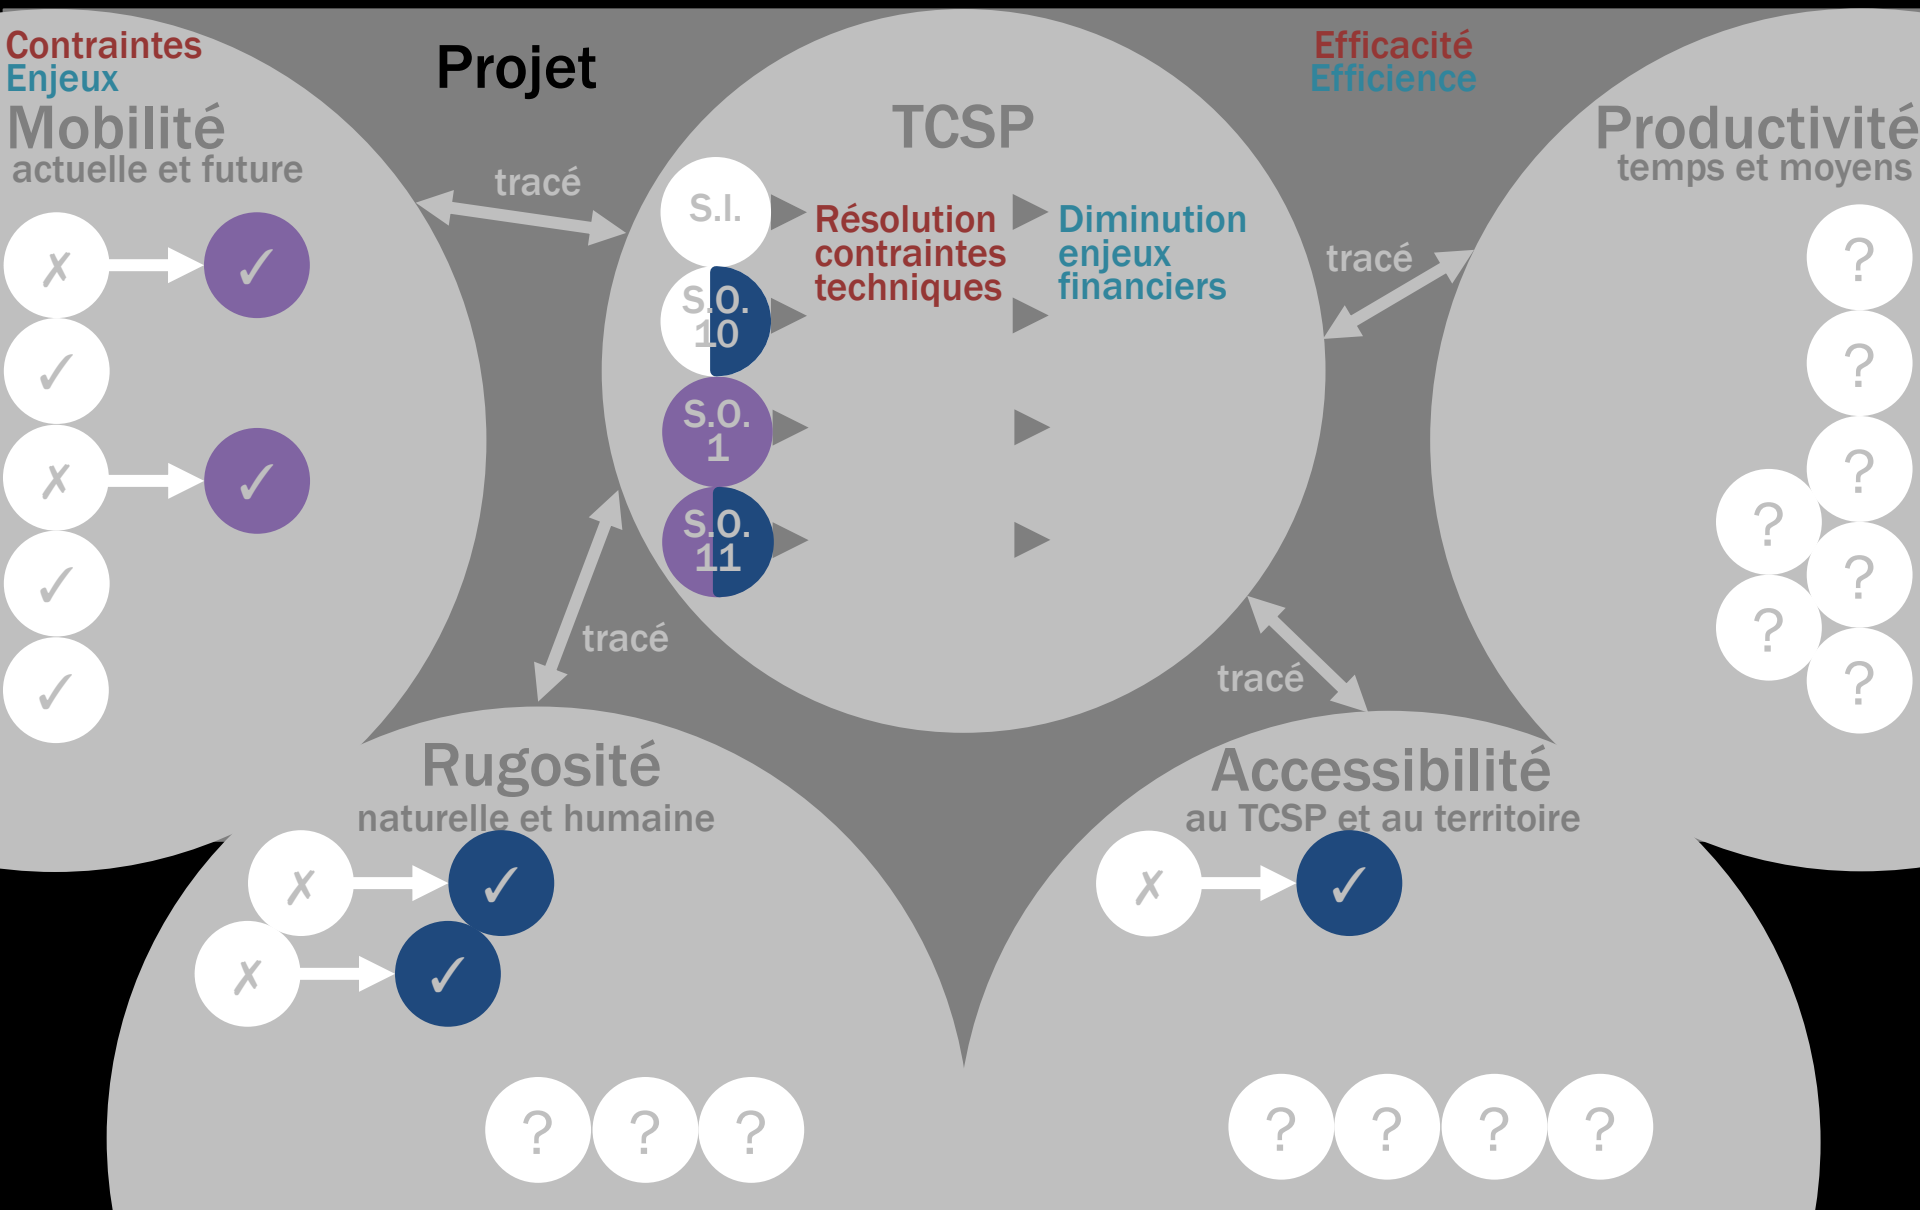 Contraintes
Enjeux
Projet
Efficacité
Efficience
Mobilité
actuelle et future
TCSP
Productivité
temps et moyens
tracé
S.I.
Résolution
contraintes
techniques
Diminution
enjeux
financiers
tracé
✗ ✓
?
S.O.
10
✓
?
S.O.
1
✗ ✓
?
?
S.O.
11
✓
?
?
tracé
tracé
✓
?
Rugosité
naturelle et humaine
Accessibilité
au TCSP et au territoire
✗ ✓
✗ ✓
✗ ✓
? ? ?
? ? ? ?